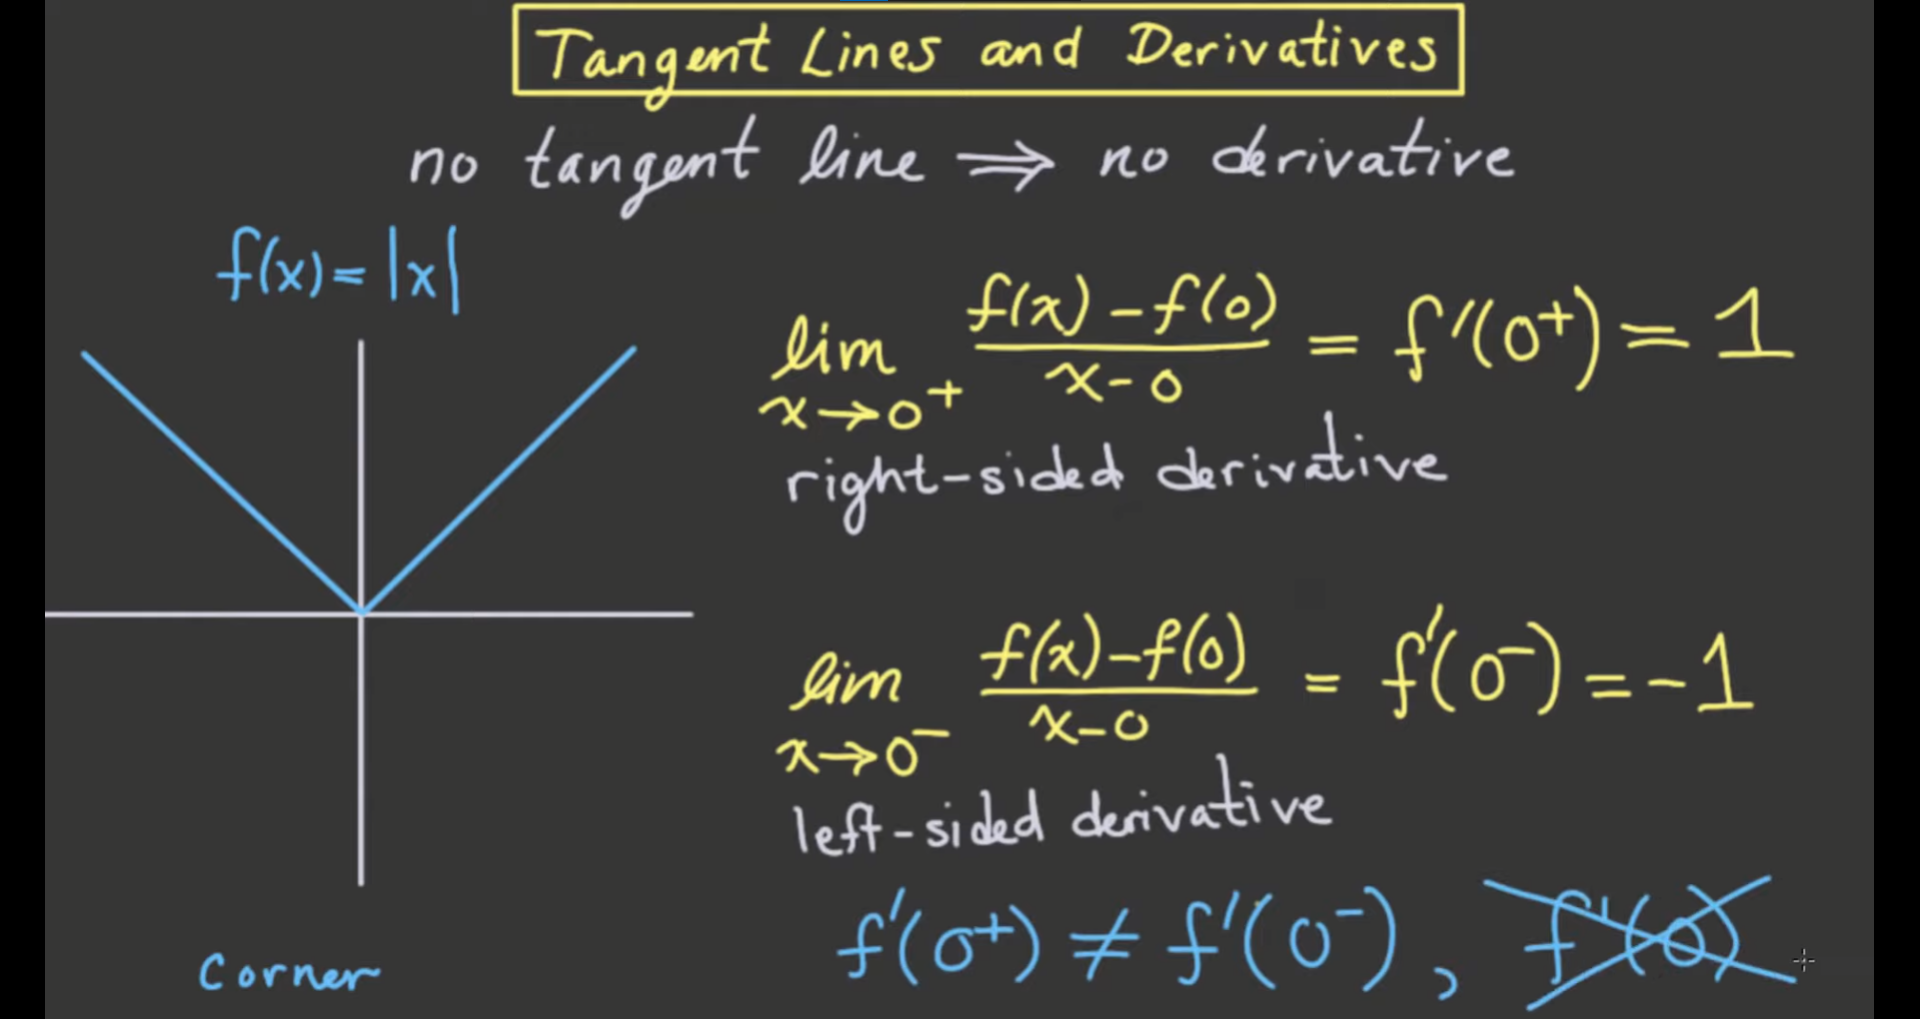 Tangent Lines and Derivatives
no tangent line ⟹ no derivative
f(x) = |x|
lim x→0⁺ (f(x) - f(0))/(x - 0) = f'(0⁺) = 1
right-sided derivative
lim x→0⁻ (f(x) - f(0))/(x - 0) = f'(0⁻) = -1
left-sided derivative
f'(0⁺) ≠ f'(0⁻), f'(0)
Corner